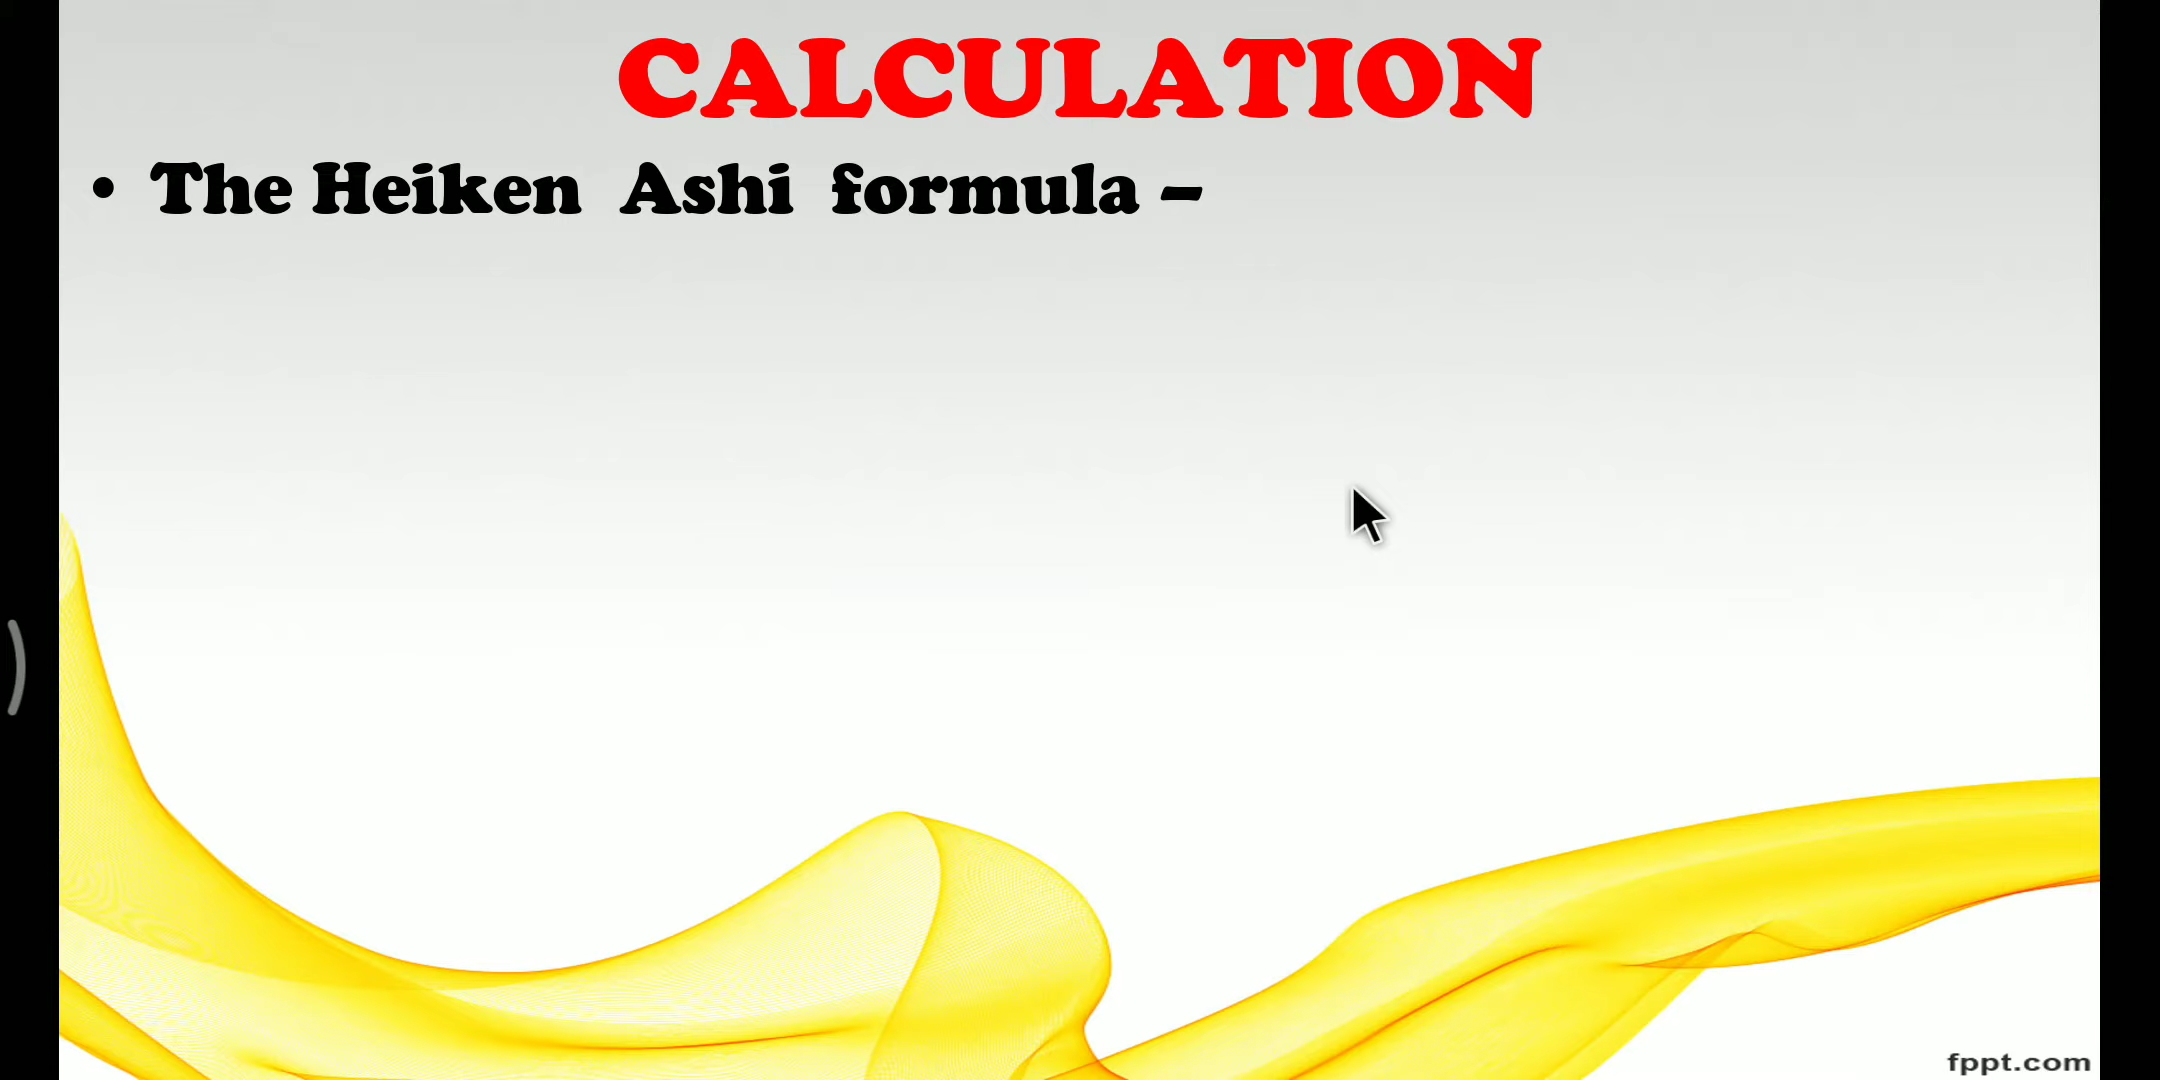 CALCULATION
• The Heiken Ashi formula –
fppt.com